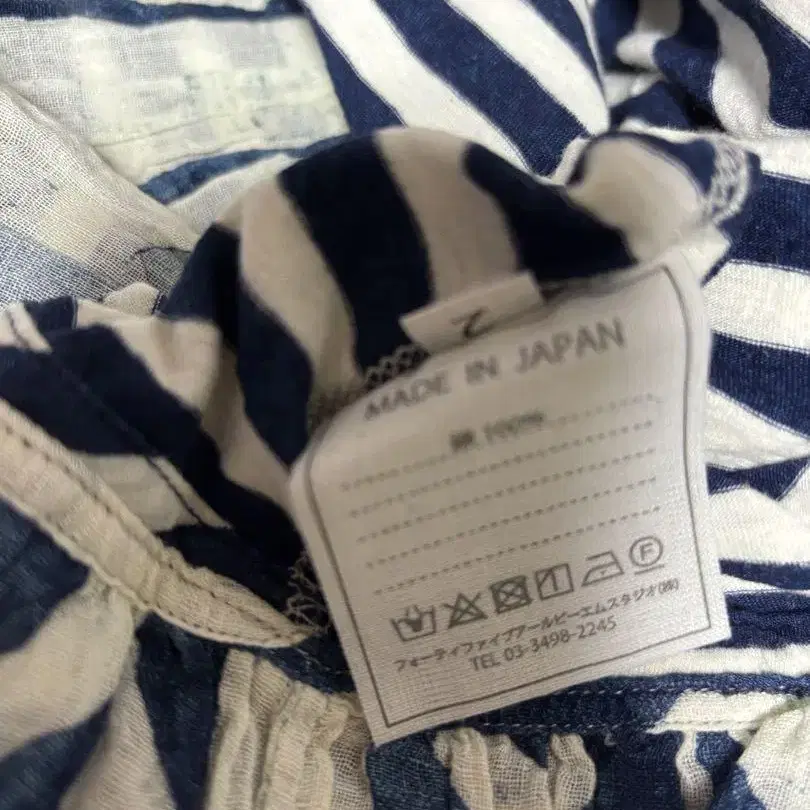 2
MADE IN JAPAN
綿 100%
フォーティファイブアールピーエムスタジオ(株)
TEL 03-3498-2245